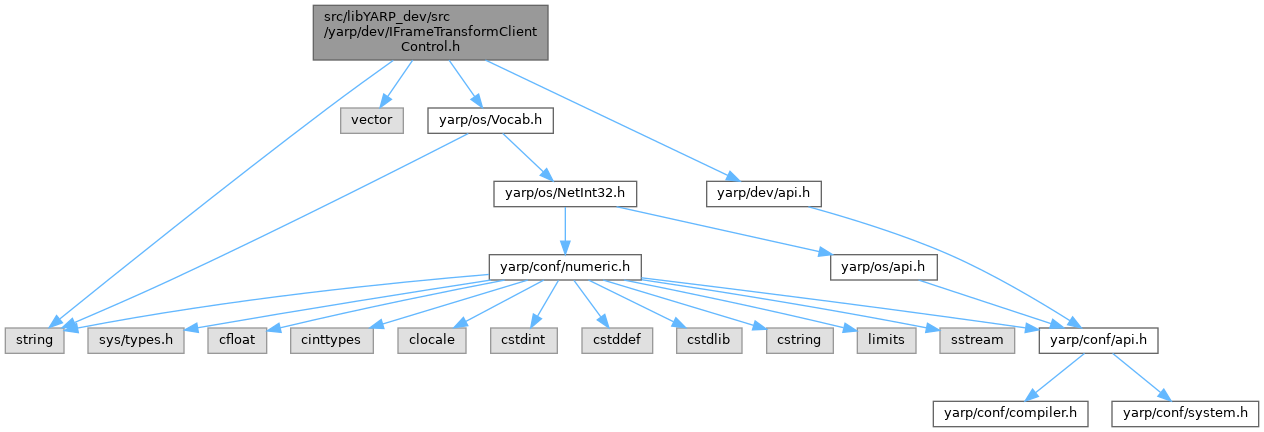 src/libYARP_dev/src
/yarp/dev/IFrameTransformClient
Control.h
vector
yarp/os/Vocab.h
yarp/os/NetInt32.h
yarp/dev/api.h
yarp/conf/numeric.h
yarp/os/api.h
string
sys/types.h
cfloat
cinttypes
clocale
cstdint
cstddef
cstdlib
cstring
limits
sstream
yarp/conf/api.h
yarp/conf/compiler.h
yarp/conf/system.h